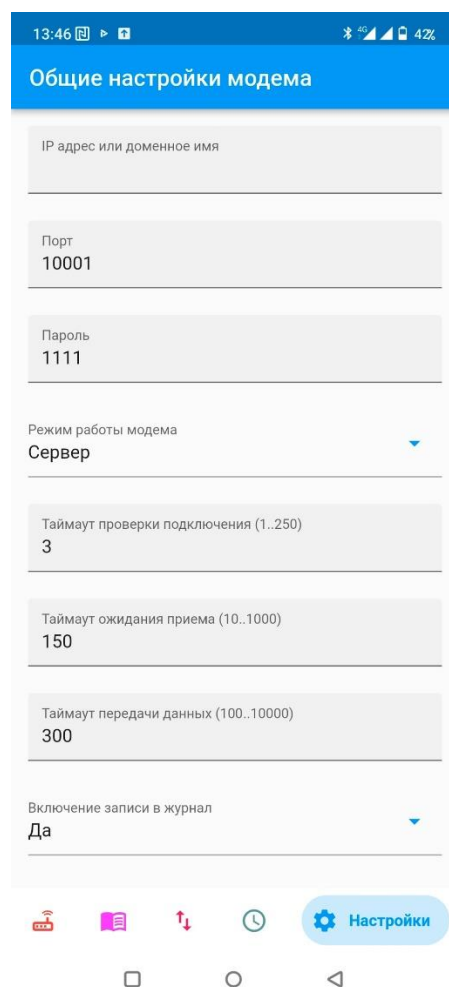 13:46
4G
42%
Общие настройки модема
IP адрес или доменное имя
Порт
10001
Пароль
1111
Режим работы модема
Сервер
Таймаут проверки подключения (1..250)
3
Таймаут ожидания приема (10..1000)
150
Таймаут передачи данных (100..10000)
300
Включение записи в журнал
Да
Настройки